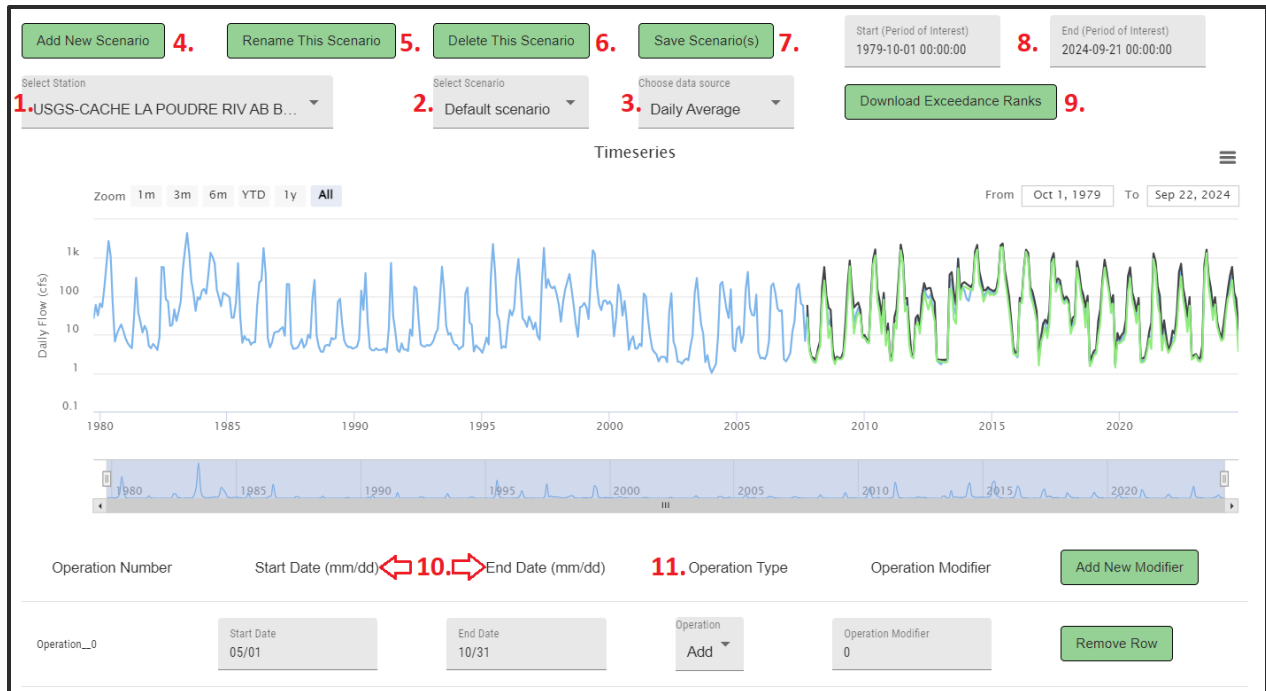 Add New Scenario 4. Rename This Scenario 5. Delete This Scenario 6. Save Scenario(s) 7. Start (Period of Interest) 8. End (Period of Interest)
1979-10-01 00:00:00 2024-09-21 00:00:00
Select Station Select Scenario Choose data source
1. USGS-CACHE LA POUDRE RIV AB B... 2. Default scenario 3. Daily Average Download Exceedance Ranks 9.
Timeseries
Zoom 1m 3m 6m YTD 1y All From Oct 1, 1979 To Sep 22, 2024
Daily Flow (cfs)
1k
100
10
1
0.1
1980 1985 1990 1995 2000 2005 2010 2015 2020
1980 1985 1990 1995 2000 2005 2010 2015 2020
Operation Number Start Date (mm/dd) 10. End Date (mm/dd) 11. Operation Type Operation Modifier Add New Modifier
Start Date End Date Operation Operation Modifier
Operation__0 05/01 10/31 Add 0 Remove Row